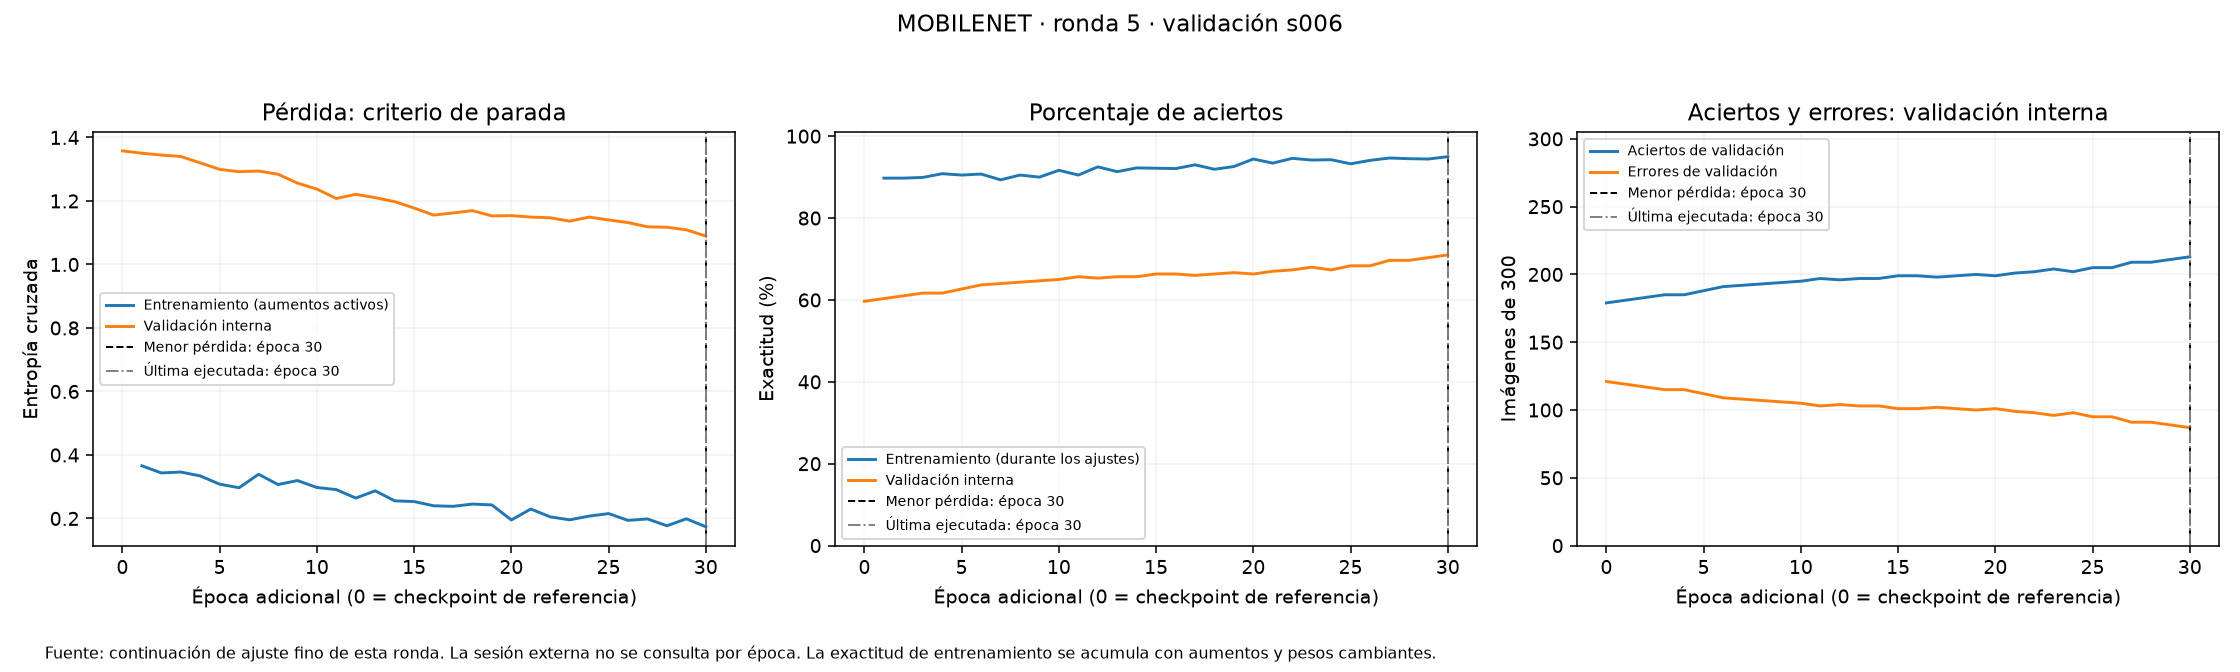 MOBILENET · ronda 5 · validación s006
Pérdida: criterio de parada
Entropía cruzada
1.4
1.2
1.0
0.8
0.6
0.4
0.2
Entrenamiento (aumentos activos)
Validación interna
Menor pérdida: época 30
Última ejecutada: época 30
0 5 10 15 20 25 30
Época adicional (0 = checkpoint de referencia)
Porcentaje de aciertos
Exactitud (%)
100
80
60
40
20
0
Entrenamiento (durante los ajustes)
Validación interna
Menor pérdida: época 30
Última ejecutada: época 30
0 5 10 15 20 25 30
Época adicional (0 = checkpoint de referencia)
Aciertos y errores: validación interna
Imágenes de 300
300
250
200
150
100
50
0
Aciertos de validación
Errores de validación
Menor pérdida: época 30
Última ejecutada: época 30
0 5 10 15 20 25 30
Época adicional (0 = checkpoint de referencia)
Fuente: continuación de ajuste fino de esta ronda. La sesión externa no se consulta por época. La exactitud de entrenamiento se acumula con aumentos y pesos cambiantes.